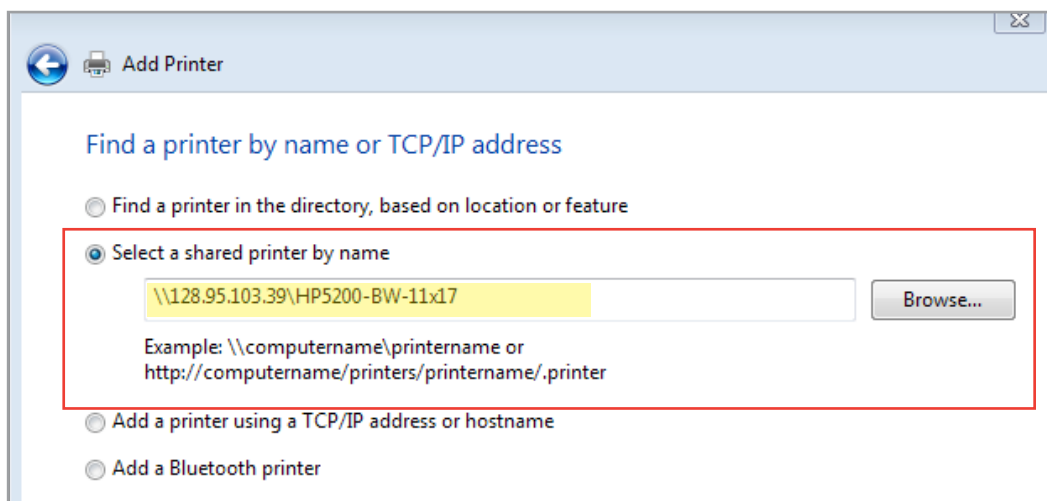 Add Printer
Find a printer by name or TCP/IP address
Find a printer in the directory, based on location or feature
Select a shared printer by name
\\128.95.103.39\HP5200-BW-11x17
Browse...
Example: \\computername\printername or
http://computername/printers/printername/.printer
Add a printer using a TCP/IP address or hostname
Add a Bluetooth printer